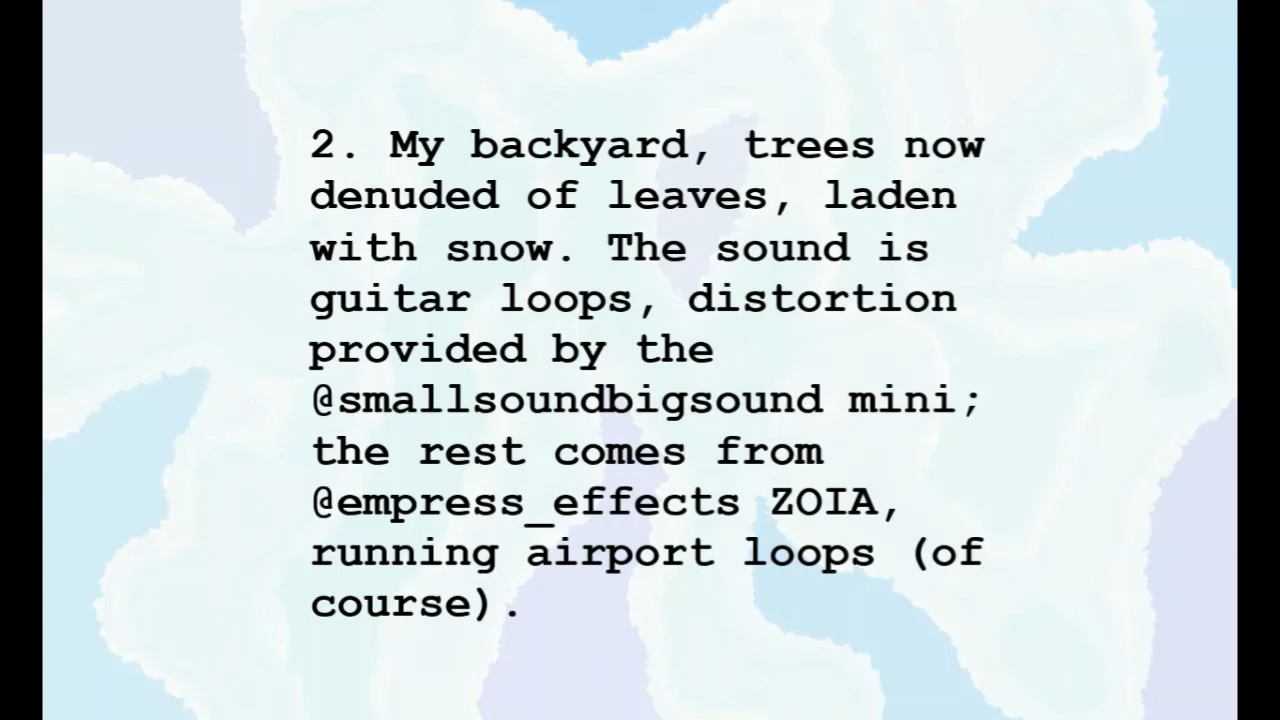 2. My backyard, trees now
denuded of leaves, laden
with snow. The sound is
guitar loops, distortion
provided by the
@smallsoundbigsound mini;
the rest comes from
@empress_effects ZOIA,
running airport loops (of
course).